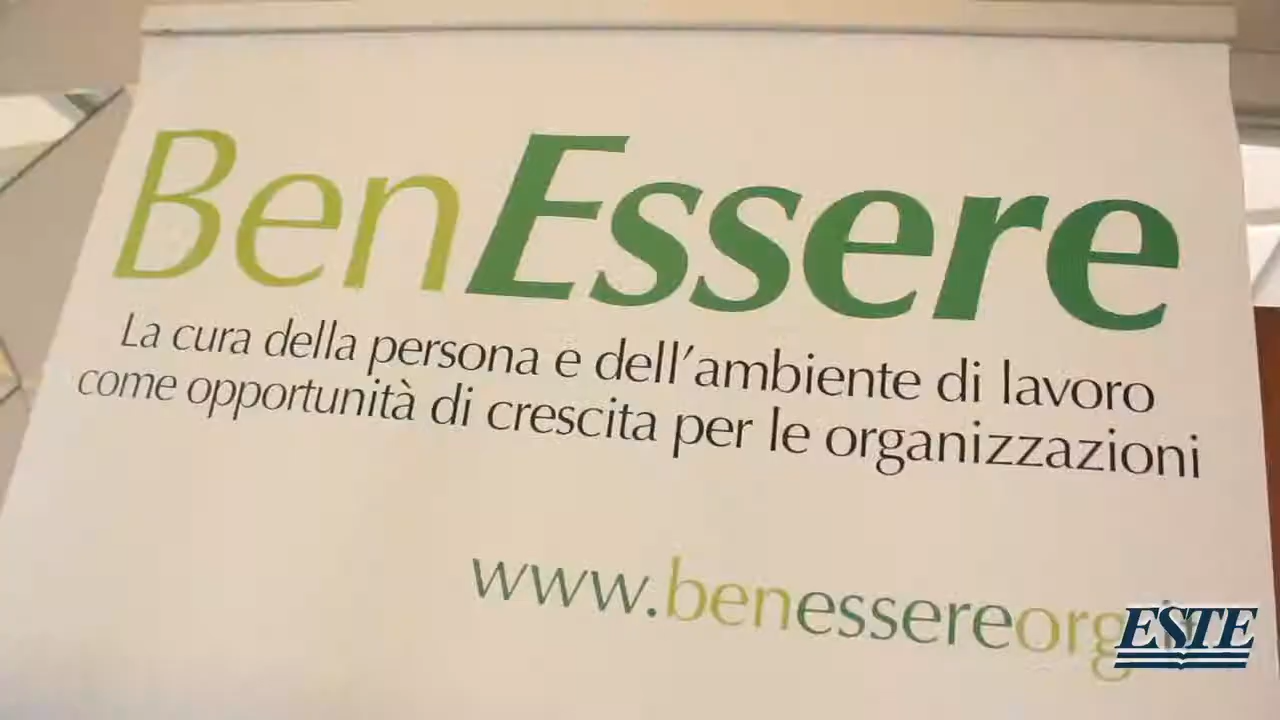 BenEssere
La cura della persona e dell'ambiente di lavoro
come opportunità di crescita per le organizzazioni
www.benessereorg.it
ESTE